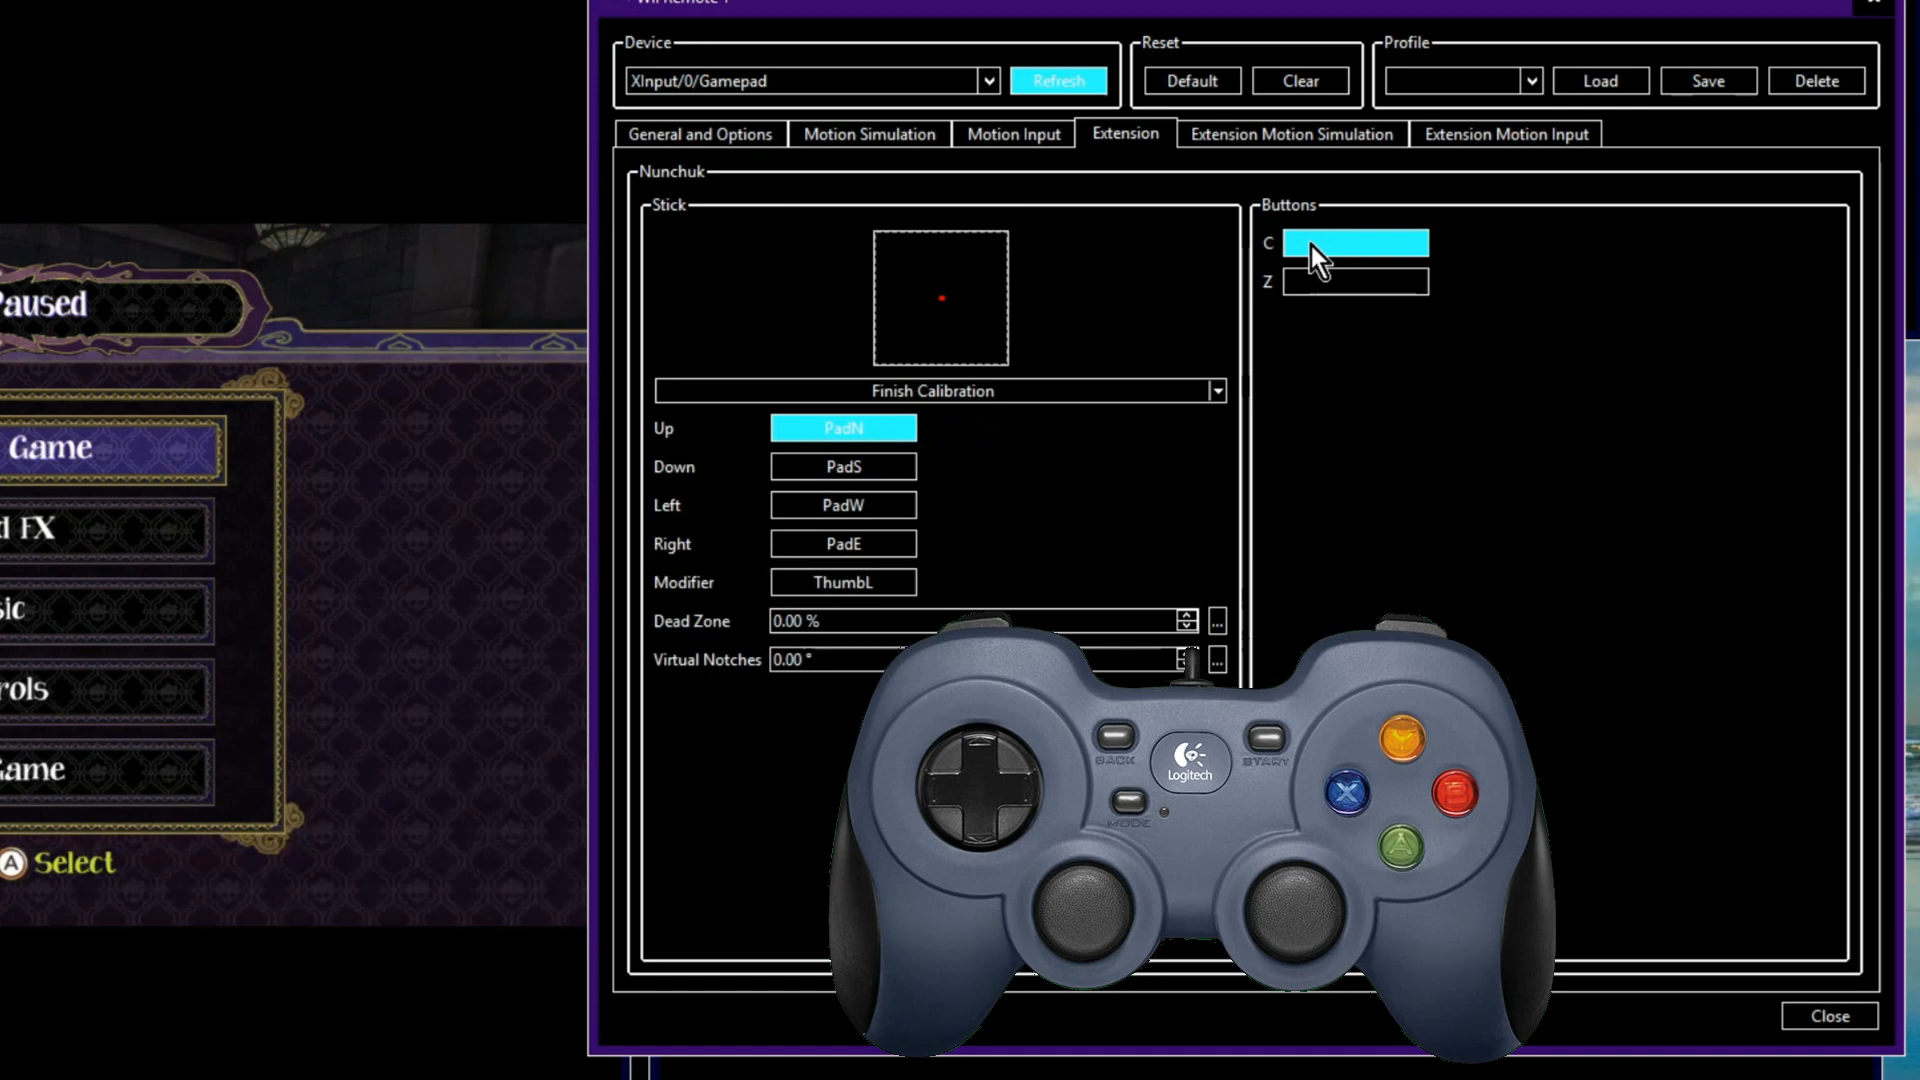 Device
Reset
Profile
XInput/0/Gamepad
Refresh
Default
Clear
Load
Save
Delete
General and Options
Motion Simulation
Motion Input
Extension
Extension Motion Simulation
Extension Motion Input
Nunchuk
Stick
Buttons
C
Z
Finish Calibration
Up
PadN
Down
PadS
Left
PadW
Right
PadE
Modifier
ThumbL
Dead Zone
0.00 %
...
Virtual Notches
0.00 °
...
Paused
Game
d FX
sic
rols
Game
A Select
BACK
Logitech
START
MODE
Y
X
B
A
Close